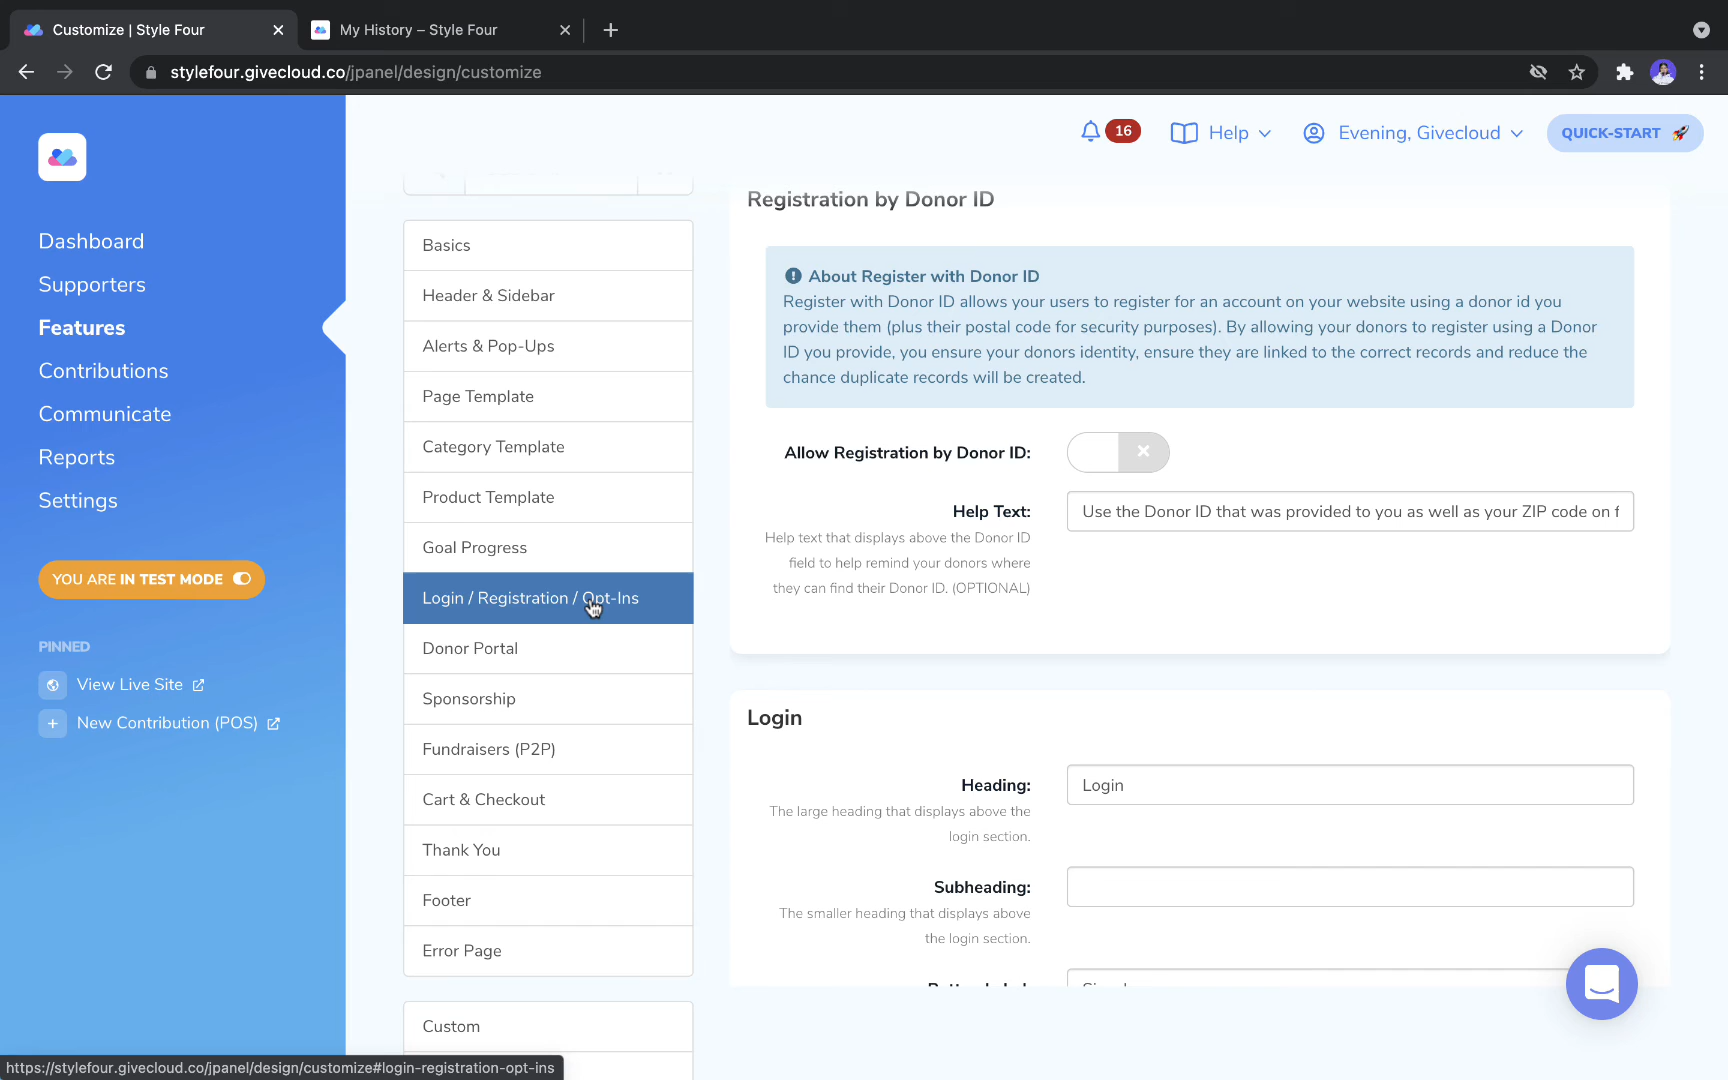 Customize | Style Four
My History – Style Four
stylefour.givecloud.co/jpanel/design/customize
16
Help
Evening, Givecloud
QUICK-START
Dashboard
Supporters
Features
Contributions
Communicate
Reports
Settings
YOU ARE IN TEST MODE
PINNED
View Live Site
New Contribution (POS)
Basics
Header & Sidebar
Alerts & Pop-Ups
Page Template
Category Template
Product Template
Goal Progress
Login / Registration / Opt-Ins
Donor Portal
Sponsorship
Fundraisers (P2P)
Cart & Checkout
Thank You
Footer
Error Page
Custom
Registration by Donor ID
About Register with Donor ID
Register with Donor ID allows your users to register for an account on your website using a donor id you
provide them (plus their postal code for security purposes). By allowing your donors to register using a Donor
ID you provide, you ensure your donors identity, ensure they are linked to the correct records and reduce the
chance duplicate records will be created.
Allow Registration by Donor ID:
Help Text:
Help text that displays above the Donor ID
field to help remind your donors where
they can find their Donor ID. (OPTIONAL)
Use the Donor ID that was provided to you as well as your ZIP code on f
Login
Heading:
The large heading that displays above the
login section.
Login
Subheading:
The smaller heading that displays above
the login section.
https://stylefour.givecloud.co/jpanel/design/customize#login-registration-opt-ins